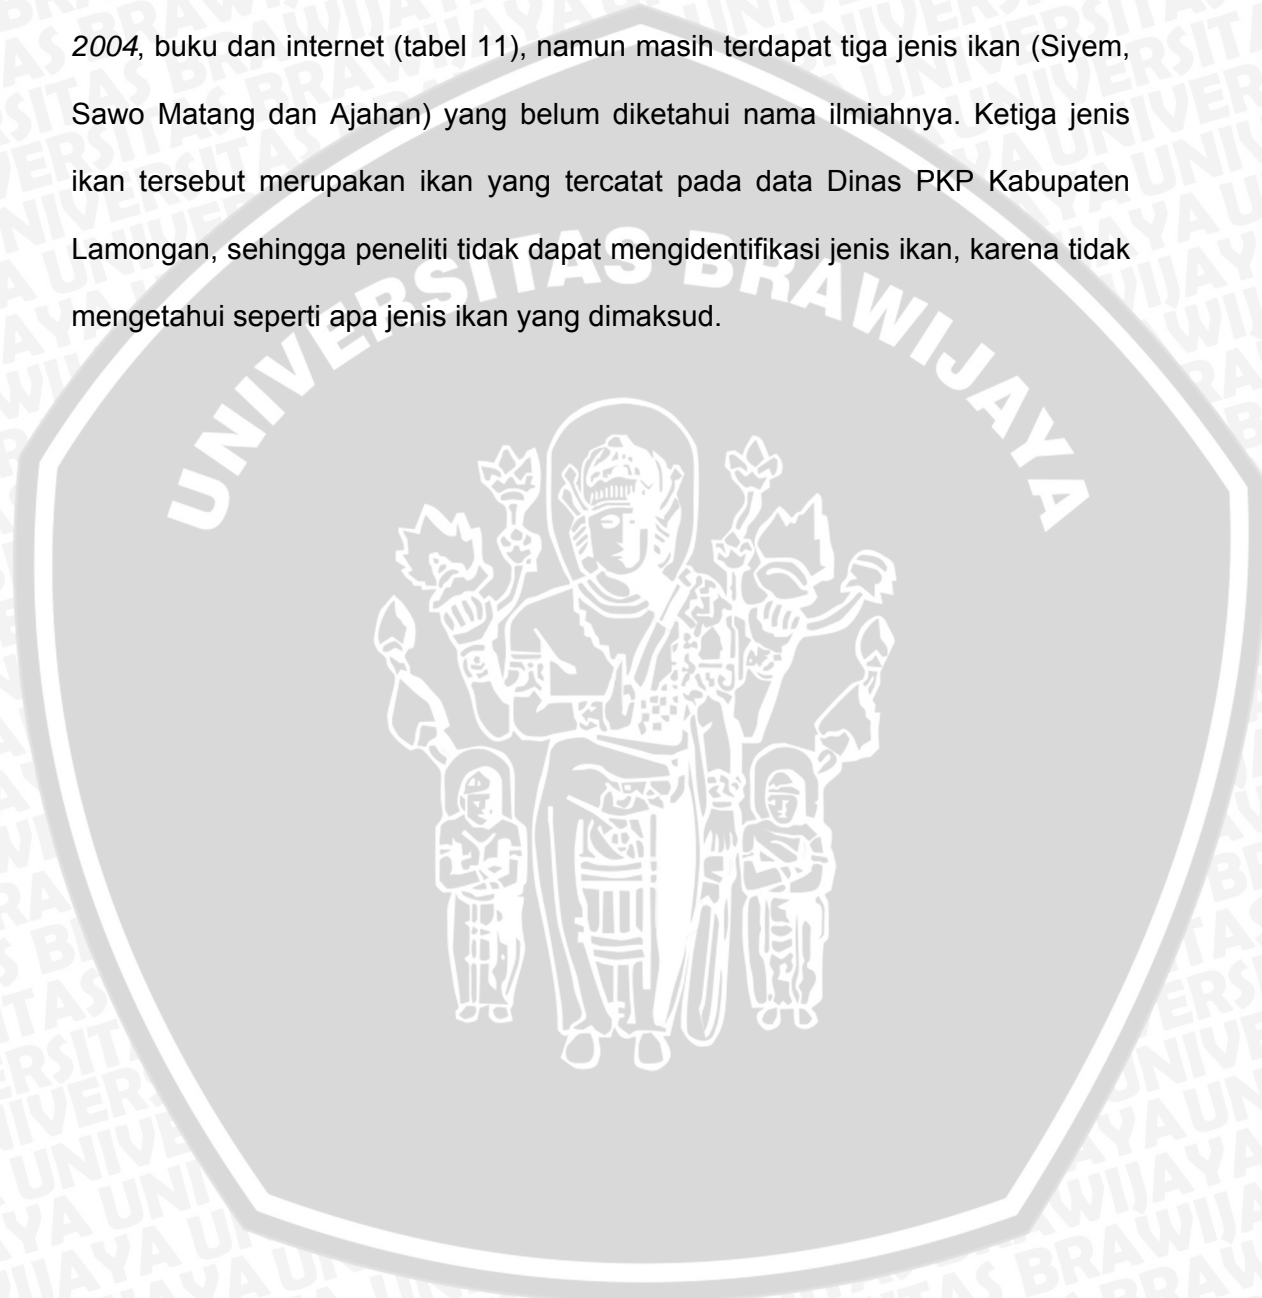 2004, buku dan internet (tabel 11), namun masih terdapat tiga jenis ikan (Siyem,
Sawo Matang dan Ajahan) yang belum diketahui nama ilmiahnya. Ketiga jenis
ikan tersebut merupakan ikan yang tercatat pada data Dinas PKP Kabupaten
Lamongan, sehingga peneliti tidak dapat mengidentifikasi jenis ikan, karena tidak
mengetahui seperti apa jenis ikan yang dimaksud.
UNIVERSITAS BRAWIJAYA